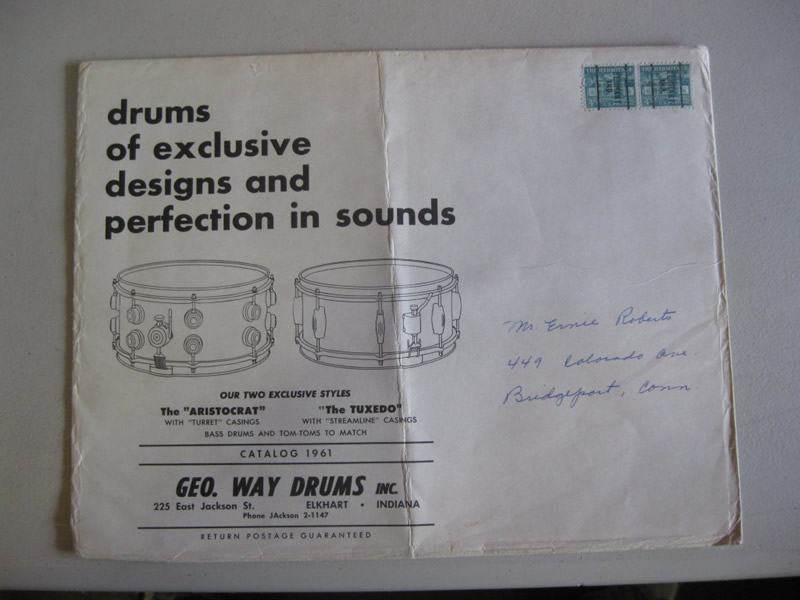 drums
of exclusive
designs and
perfection in sounds
OUR TWO EXCLUSIVE STYLES
The "ARISTOCRAT"
WITH "TURRET" CASINGS
"The TUXEDO"
WITH "STREAMLINE" CASINGS
BASS DRUMS AND TOM-TOMS TO MATCH
CATALOG 1961
GEO. WAY DRUMS INC.
225 East Jackson St. ELKHART • INDIANA
Phone JAckson 2-1147
RETURN POSTAGE GUARANTEED
THE HERMITAGE
Mr. Ernie Roberts
449 Colorado Ave.
Bridgeport, Conn.